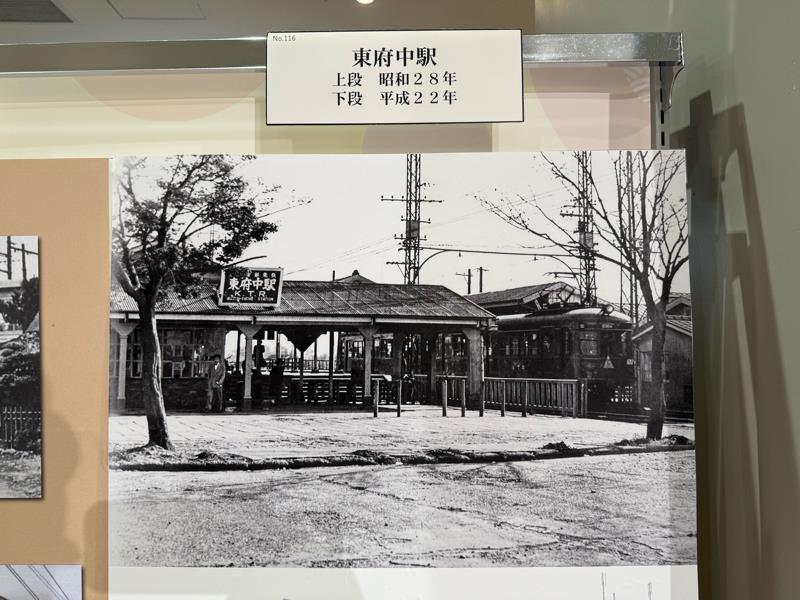 No.116
東府中駅
上段 昭和28年
下段 平成22年
東府中駅
K.T.R